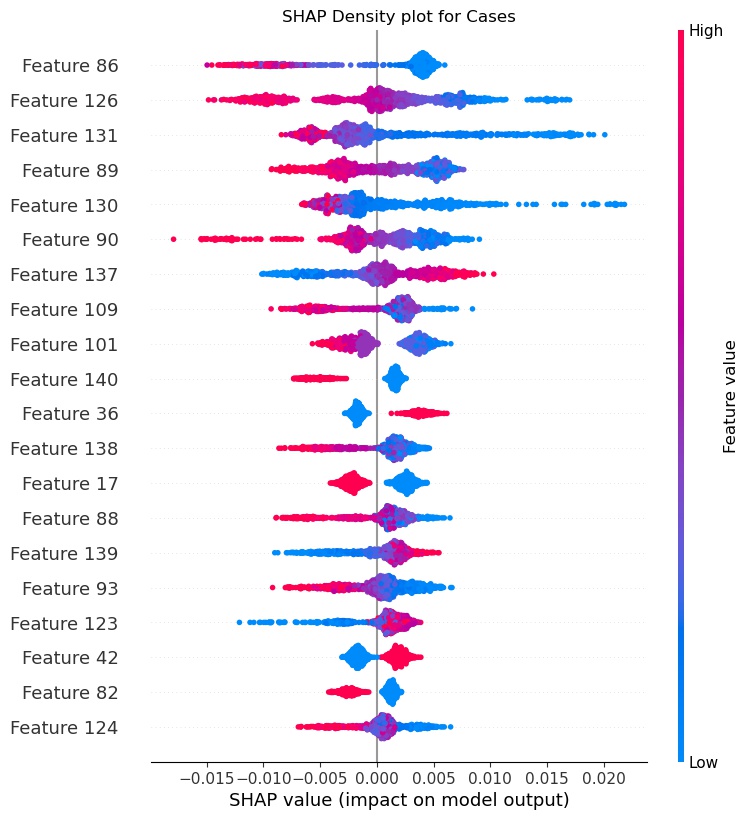 SHAP Density plot for Cases
High
Feature 86
Feature 126
Feature 131
Feature 89
Feature 130
Feature 90
Feature 137
Feature 109
Feature 101
Feature 140
Feature 36
Feature 138
Feature 17
Feature 88
Feature 139
Feature 93
Feature 123
Feature 42
Feature 82
Feature 124
Feature value
Low
−0.015 −0.010 −0.005 0.000 0.005 0.010 0.015 0.020
SHAP value (impact on model output)